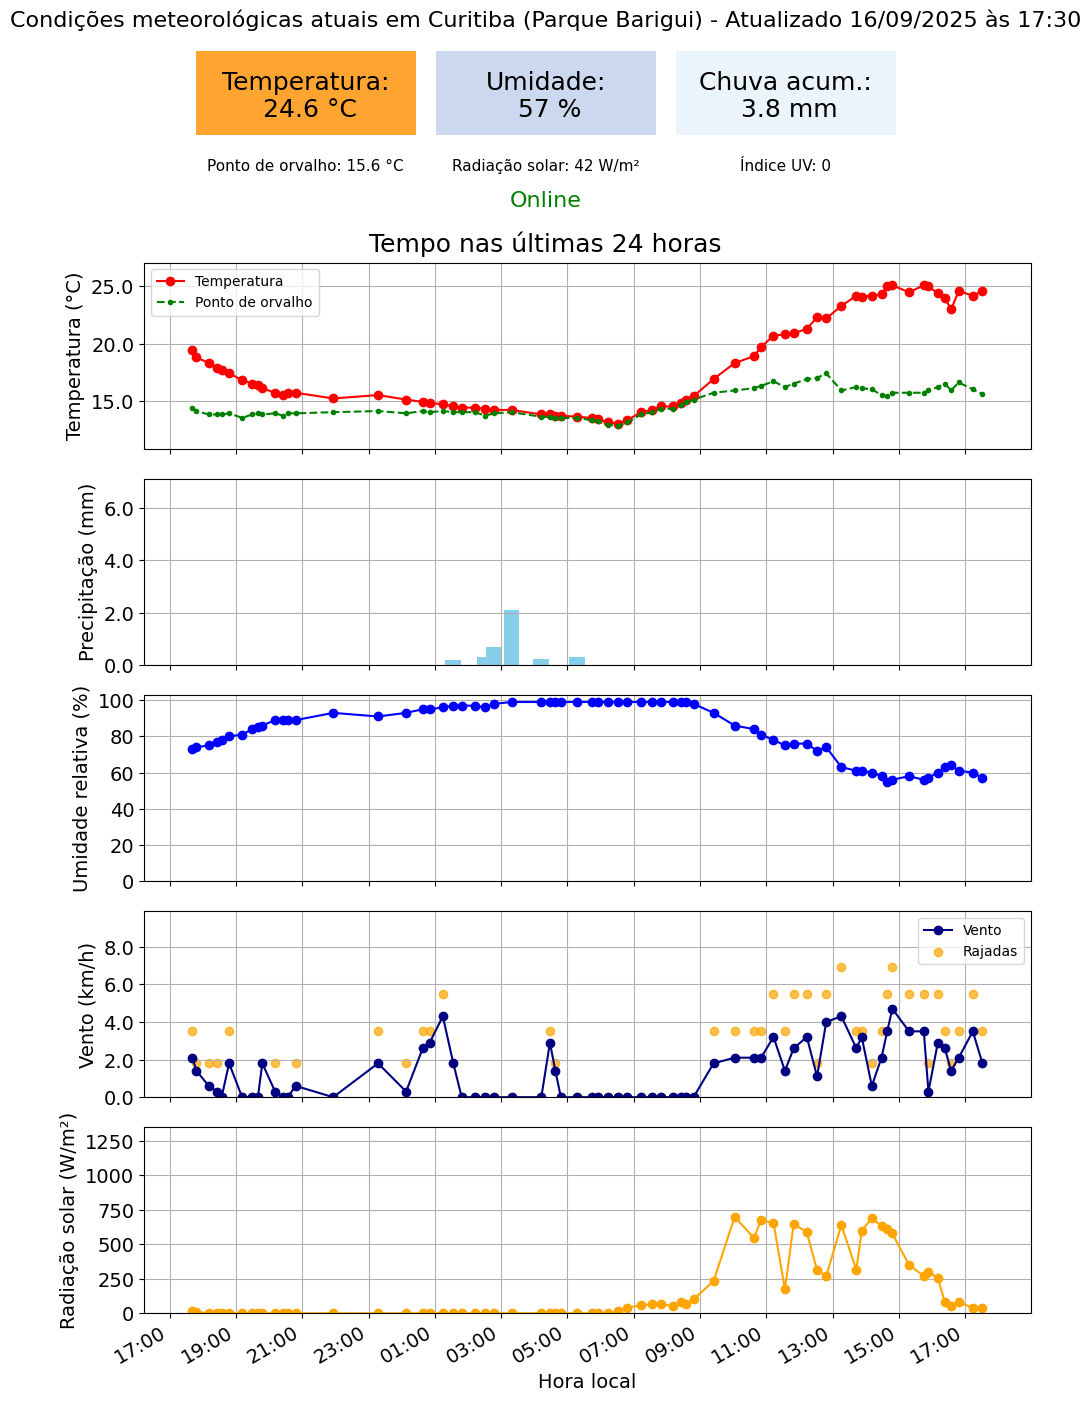 Condições meteorológicas atuais em Curitiba (Parque Barigui) - Atualizado 16/09/2025 às 17:30
Temperatura:
24.6 °C
Umidade:
57 %
Chuva acum.:
3.8 mm
Ponto de orvalho: 15.6 °C
Radiação solar: 42 W/m²
Índice UV: 0
Online
Tempo nas últimas 24 horas
Temperatura (°C)
25.0
20.0
15.0
Temperatura
Ponto de orvalho
Precipitação (mm)
6.0
4.0
2.0
0.0
Umidade relativa (%)
100
80
60
40
20
0
Vento (km/h)
8.0
6.0
4.0
2.0
0.0
Vento
Rajadas
Radiação solar (W/m²)
1250
1000
750
500
250
0
17:00
19:00
21:00
23:00
01:00
03:00
05:00
07:00
09:00
11:00
13:00
15:00
17:00
Hora local